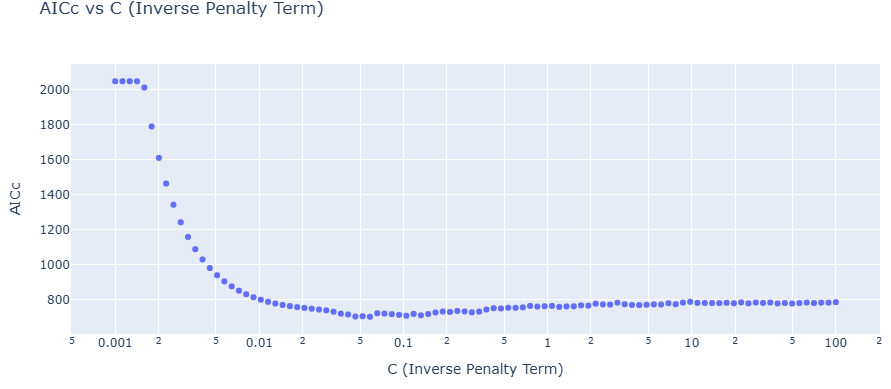 AICc vs C (Inverse Penalty Term)
2000
1800
1600
1400
1200
1000
800
AICc
5 0.001 2 5 0.01 2 5 0.1 2 5 1 2 5 10 2 5 100 2
C (Inverse Penalty Term)